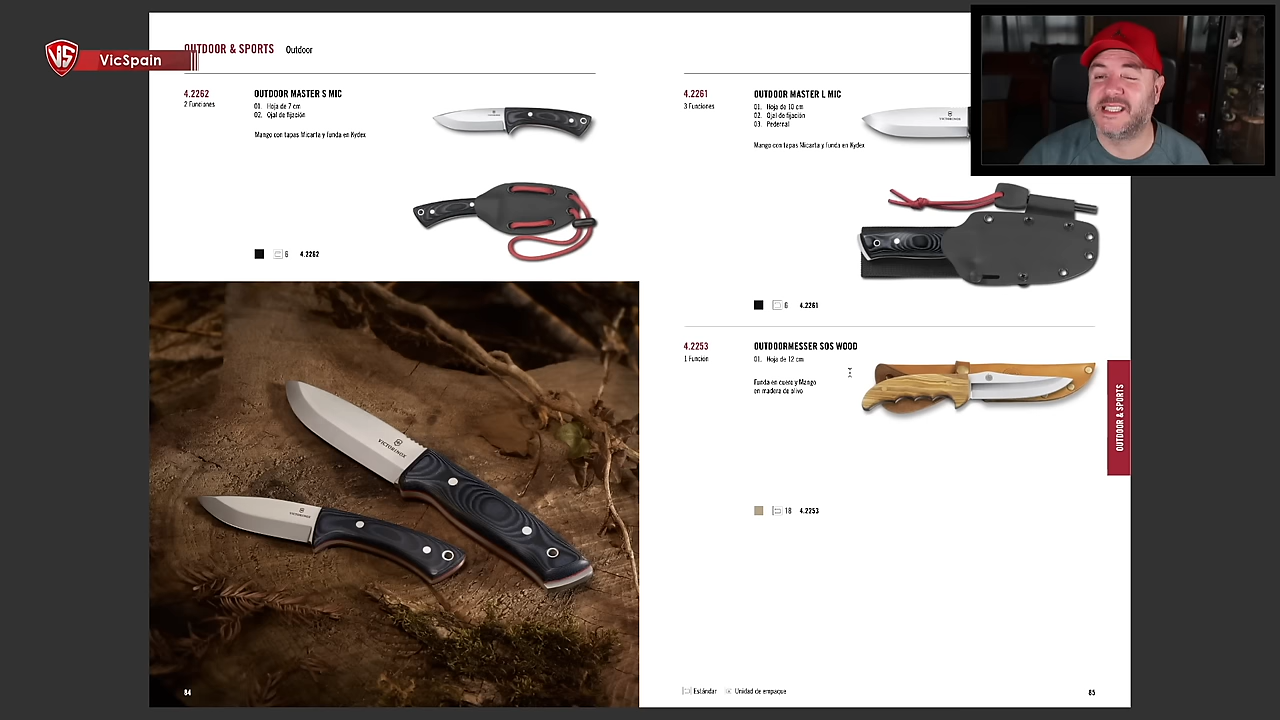 VS VicSpain
OUTDOOR & SPORTS Outdoor
4.2262
2 Funciones
OUTDOOR MASTER S MIC
01. Hoja de 7 cm
02. Ojal de fijación
Mango con tapas Micarta y funda en Kydex
6 4.2262
4.2261
3 Funciones
OUTDOOR MASTER L MIC
01. Hoja de 10 cm
02. Ojal de fijación
03. Pedernal
Mango con tapas Micarta y funda en Kydex
6 4.2261
4.2253
1 Función
OUTDOORMESSER SOS WOOD
01. Hoja de 12 cm
Funda en cuero y Mango
en madera de olivo
18 4.2253
OUTDOOR & SPORTS
VICTORINOX
VICTORINOX
84
Estándar Unidad de empaque
85